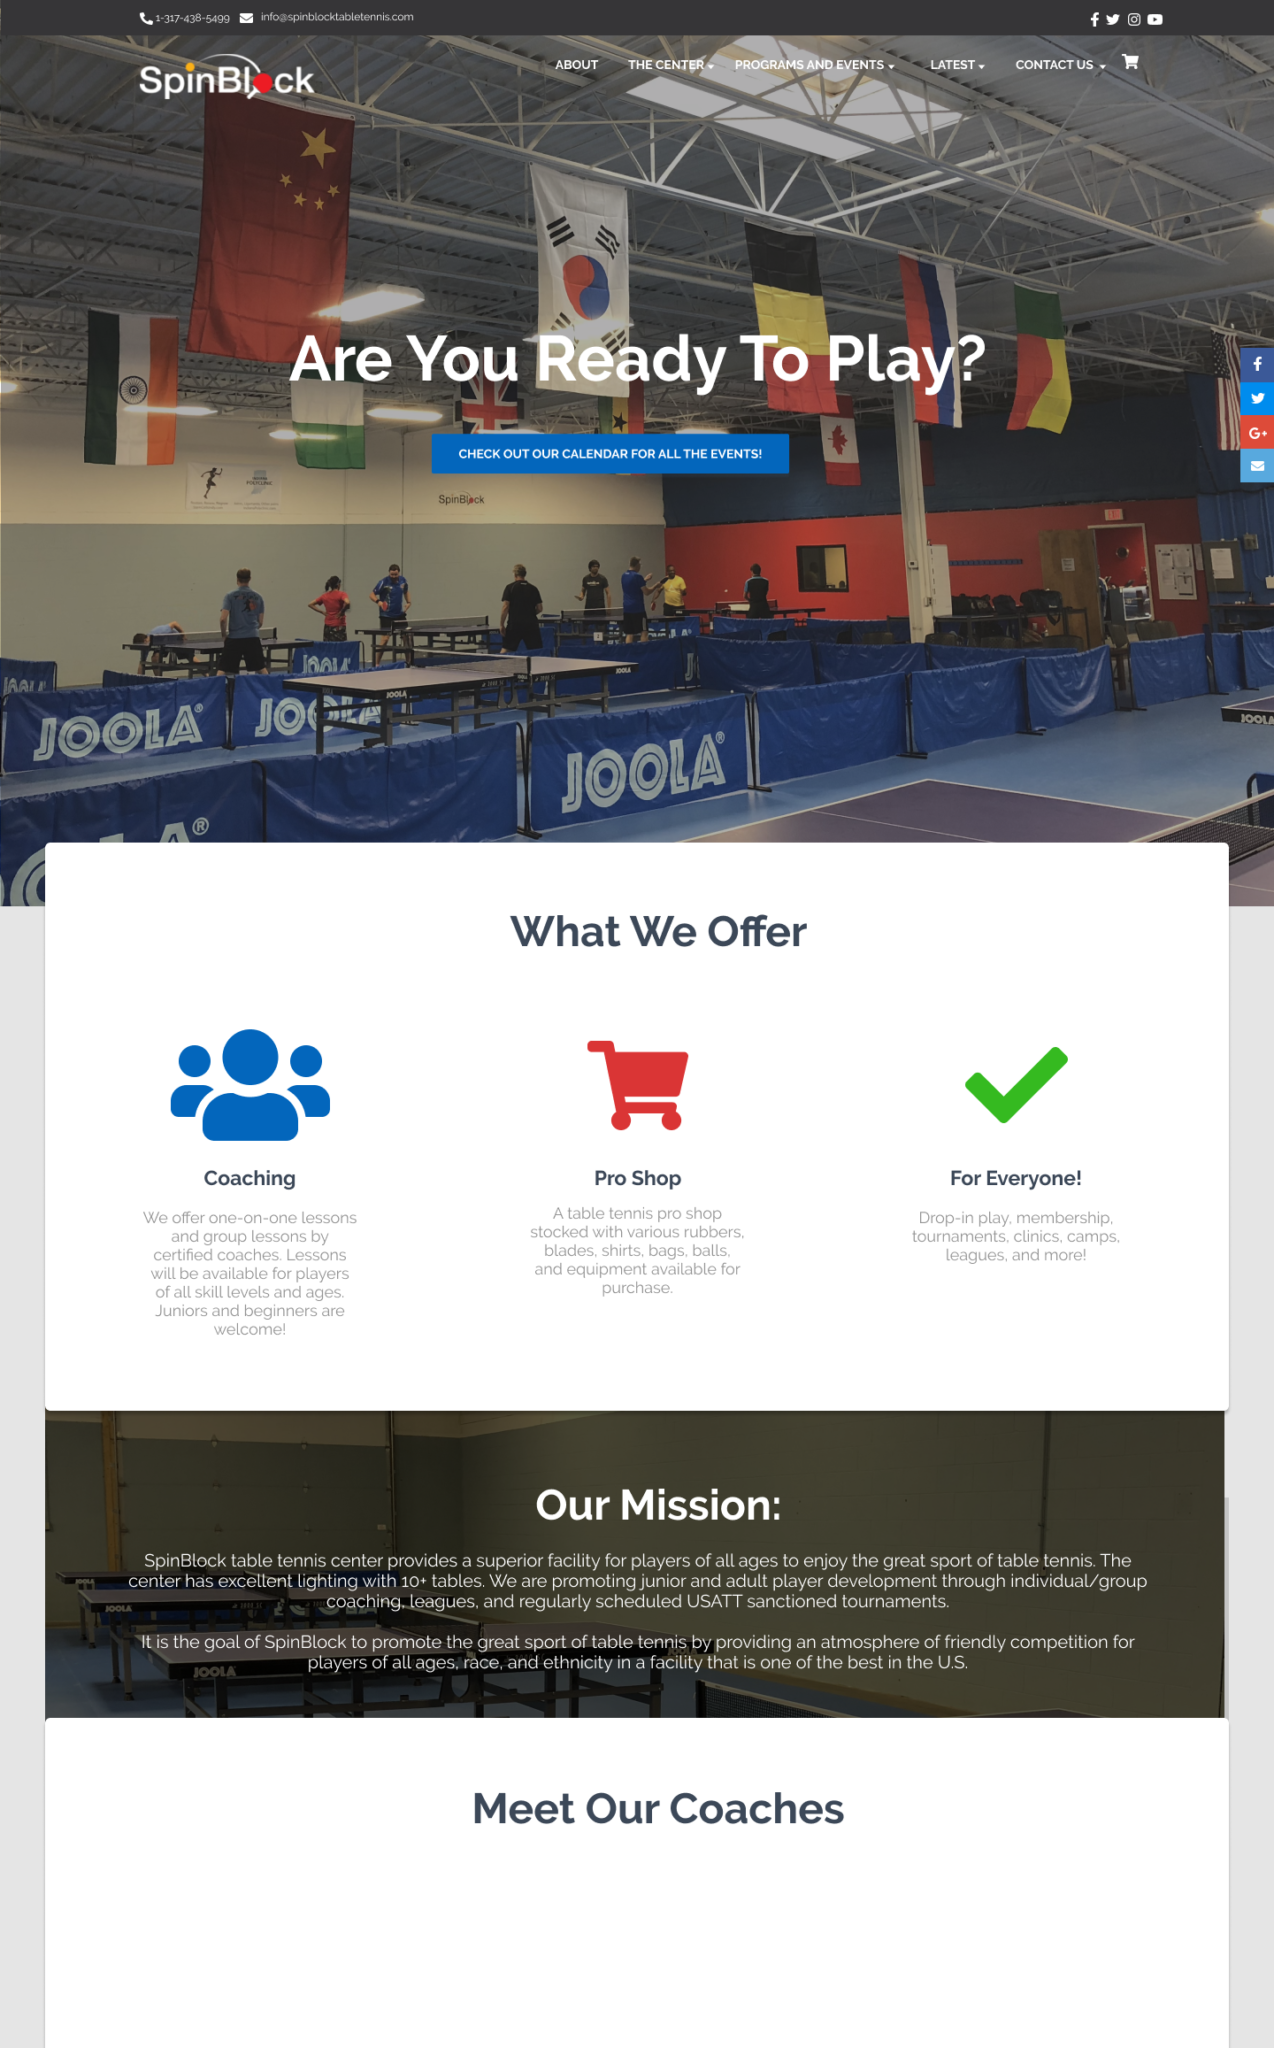 1-317-438-5499 info@spinblocktabletennis.com
SpinBlock
ABOUT THE CENTER PROGRAMS AND EVENTS LATEST CONTACT US
Are You Ready To Play?
CHECK OUT OUR CALENDAR FOR ALL THE EVENTS!
SpinBlock
JOOLA
JOOLA
JOOLA
JOOLA
JOOLA®
JOOLA
JOOLA
JOOLA®
OLA®
What We Offer
Coaching
We offer one-on-one lessons
and group lessons by
certified coaches. Lessons
will be available for players
of all skill levels and ages.
Juniors and beginners are
welcome!
Pro Shop
A table tennis pro shop
stocked with various rubbers,
blades, shirts, bags, balls,
and equipment available for
purchase.
For Everyone!
Drop-in play, membership,
tournaments, clinics, camps,
leagues, and more!
Our Mission:
SpinBlock table tennis center provides a superior facility for players of all ages to enjoy the great sport of table tennis. The
center has excellent lighting with 10+ tables. We are promoting junior and adult player development through individual/group
coaching, leagues, and regularly scheduled USATT sanctioned tournaments.
It is the goal of SpinBlock to promote the great sport of table tennis by providing an atmosphere of friendly competition for
players of all ages, race, and ethnicity in a facility that is one of the best in the U.S.
JOOLA
JOOLA
Meet Our Coaches